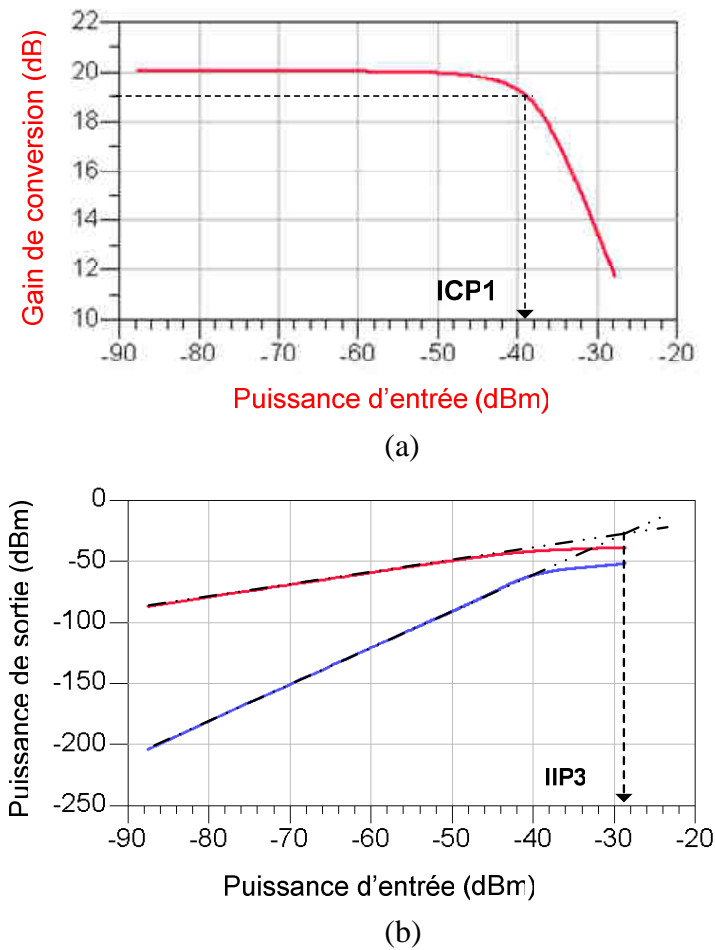 Gain de conversion (dB)
22
20
18
16
14
12
10
ICP1
-90 -80 -70 -60 -50 -40 -30 -20
Puissance d'entrée (dBm)
(a)
Puissance de sortie (dBm)
0
-50
-100
-150
-200
-250
IIP3
-90 -80 -70 -60 -50 -40 -30 -20
Puissance d'entrée (dBm)
(b)